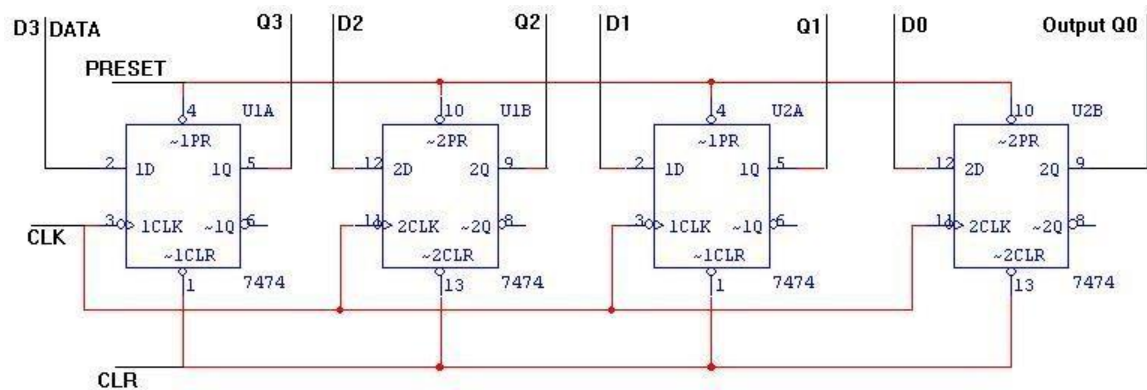 D3 DATA Q3 D2 Q2 D1 Q1 D0 Output Q0
PRESET
4 U1A 10 U1B 4 U2A 10 U2B
~1PR ~2PR ~1PR ~2PR
2 1D 1Q 5 12 2D 2Q 9 2 1D 1Q 5 12 2D 2Q 9
3 1CLK ~1Q 6 11 2CLK ~2Q 8 3 1CLK ~1Q 6 11 2CLK ~2Q 8
CLK
~1CLR ~2CLR ~1CLR ~2CLR
1 7474 13 7474 1 7474 13 7474
CLR